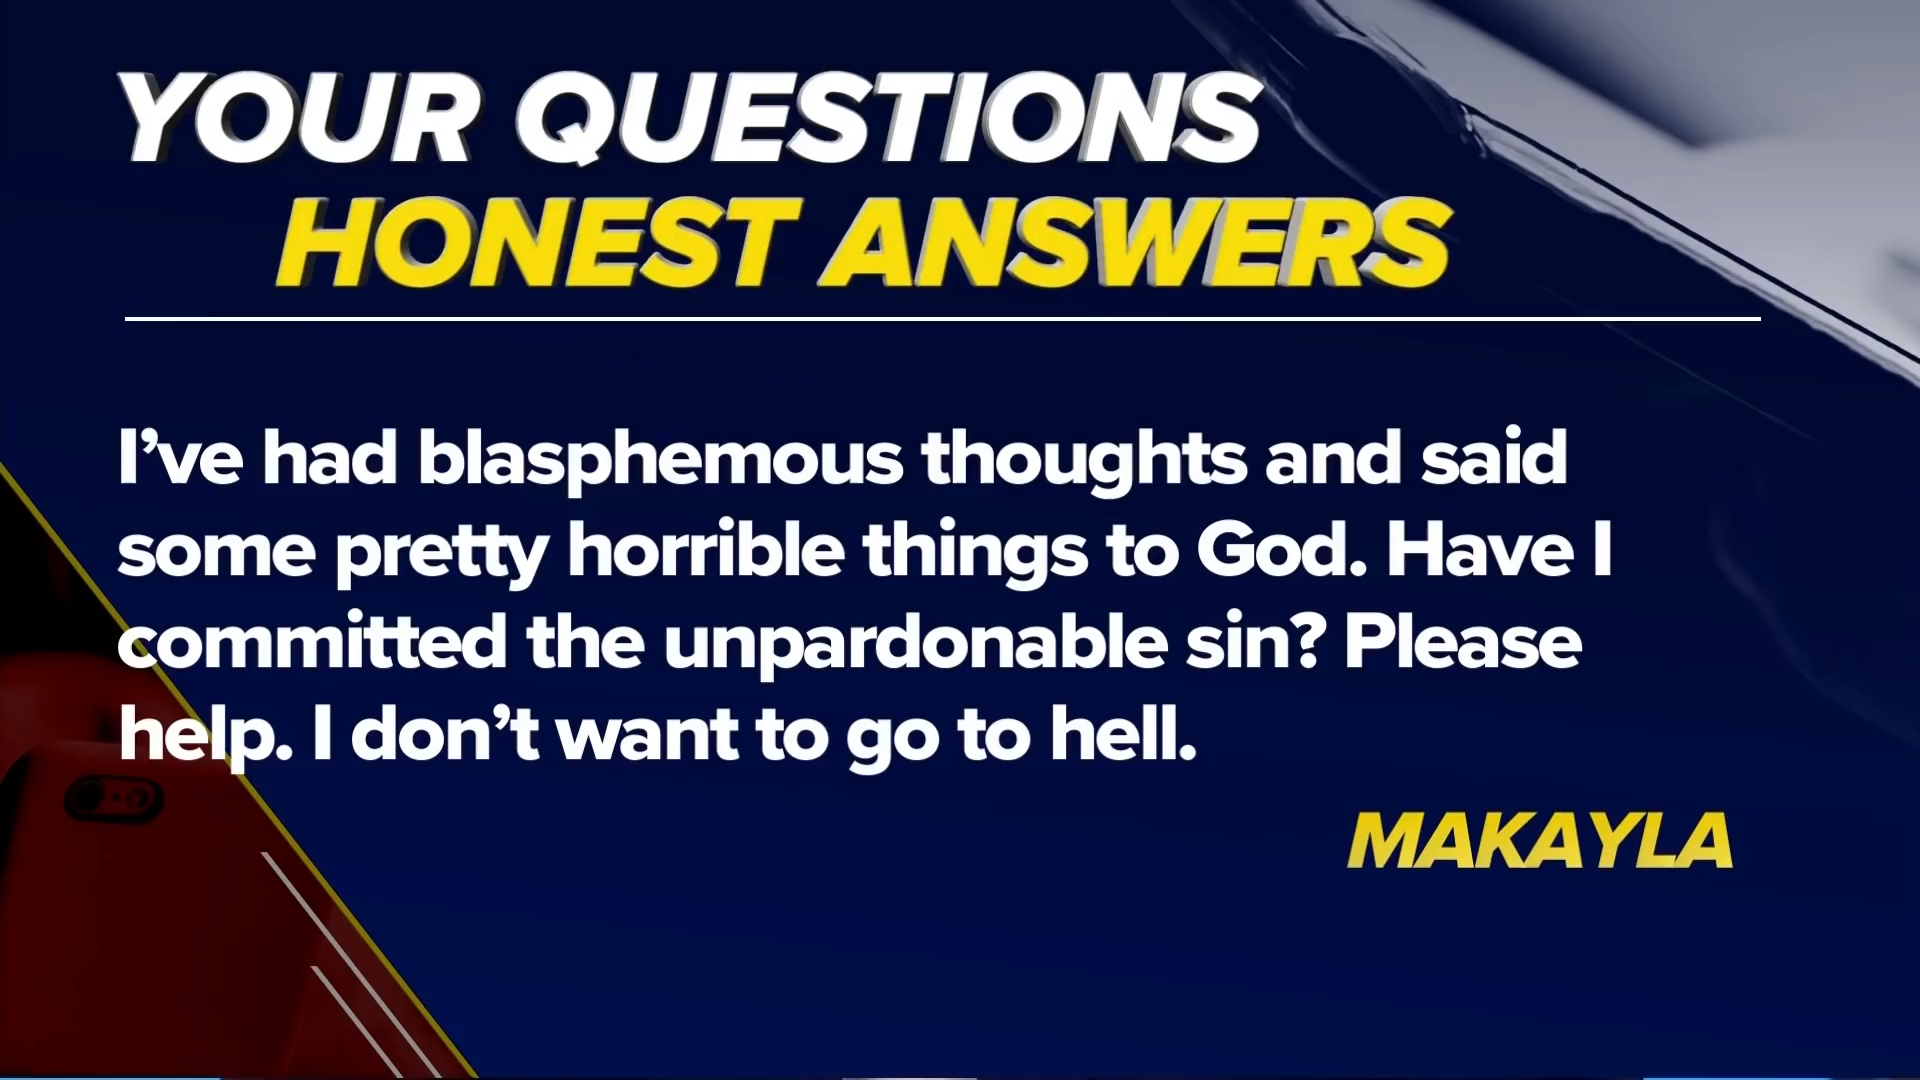 YOUR QUESTIONS
HONEST ANSWERS
I’ve had blasphemous thoughts and said
some pretty horrible things to God. Have I
committed the unpardonable sin? Please
help. I don’t want to go to hell.
MAKAYLA